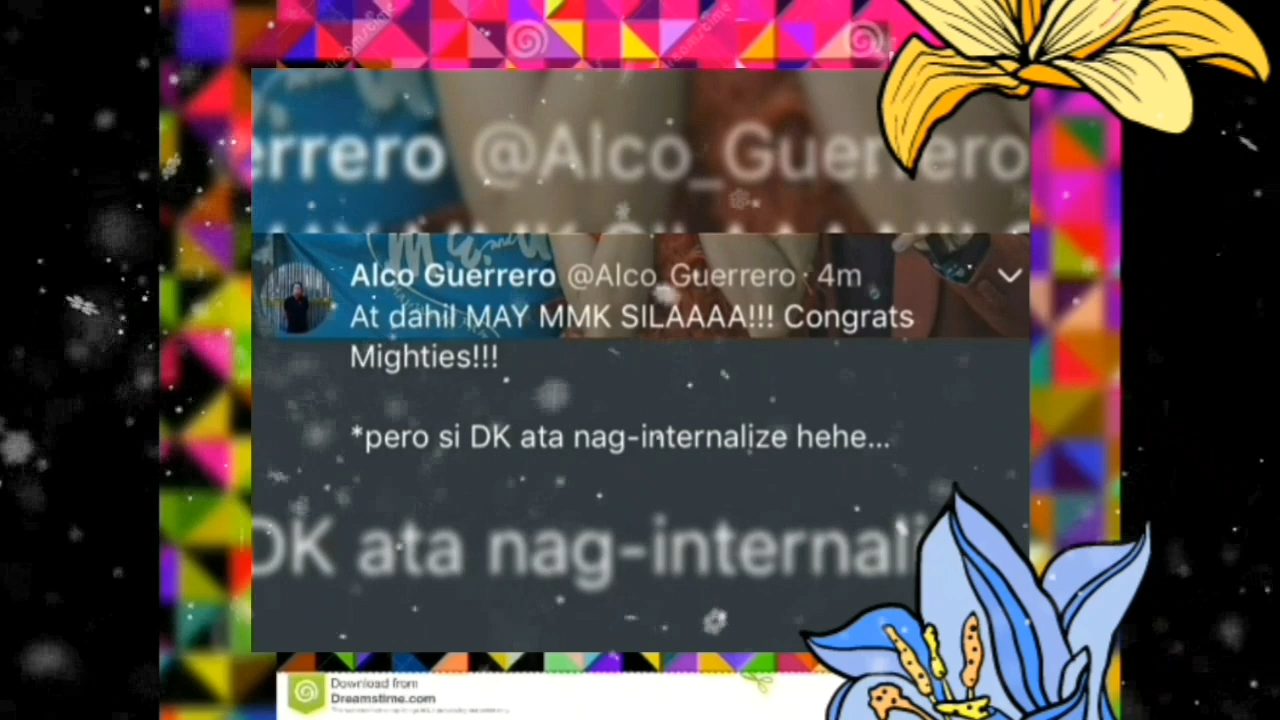 errero @Alco_Guerrero
Alco Guerrero @Alco_Guerrero · 4m
At dahil MAY MMK SILAAAA!!! Congrats
Mighties!!!
*pero si DK ata nag-internalize hehe...
DK ata nag-internali
Download from
Dreamstime.com